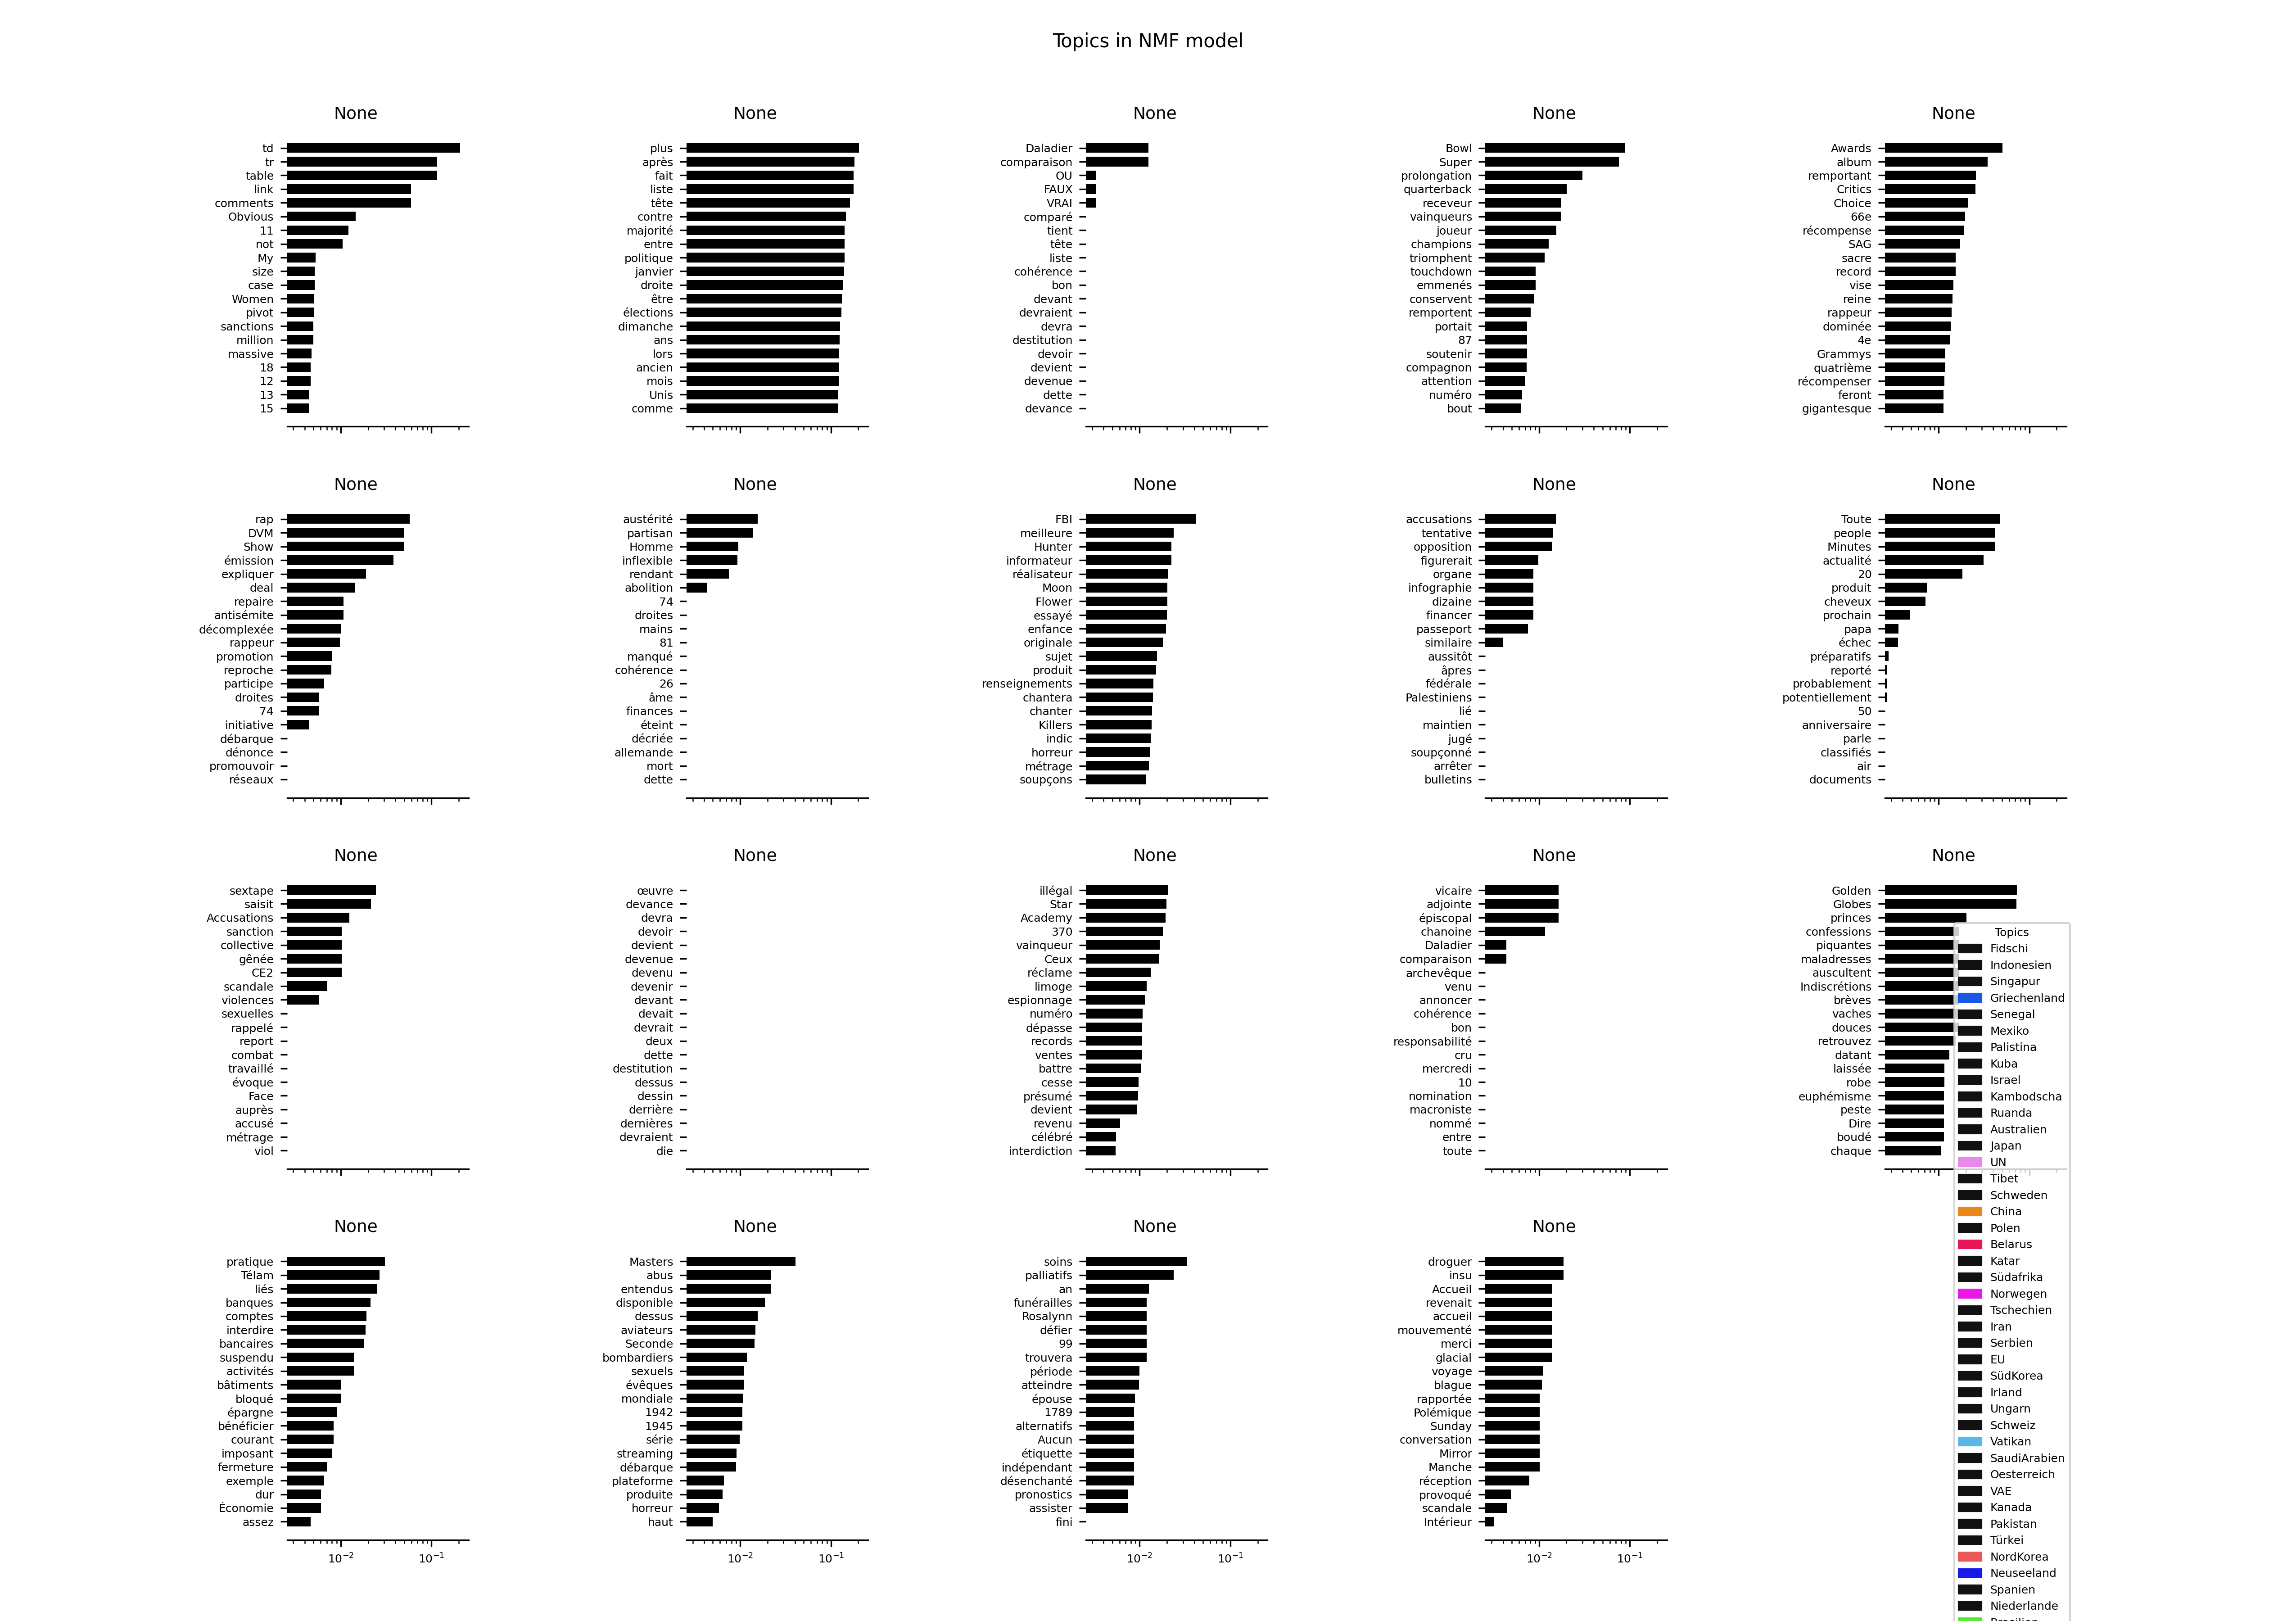 Topics in NMF model
None
td
tr
table
link
comments
Obvious
11
not
My
size
case
Women
pivot
sanctions
million
massive
18
12
13
15
None
plus
après
fait
liste
tête
contre
majorité
entre
politique
janvier
droite
être
élections
dimanche
ans
lors
ancien
mois
Unis
comme
None
Daladier
comparaison
OU
FAUX
VRAI
comparé
tient
tête
liste
cohérence
bon
devant
devraient
devra
destitution
devoir
devient
devenue
dette
devance
None
Bowl
Super
prolongation
quarterback
receveur
vainqueurs
joueur
champions
triomphent
touchdown
emmenés
conservent
remportent
portait
87
soutenir
compagnon
attention
numéro
bout
None
Awards
album
remportant
Critics
Choice
66e
récompense
SAG
sacre
record
vise
reine
rappeur
dominée
4e
Grammys
quatrième
récompenser
feront
gigantesque
None
rap
DVM
Show
émission
expliquer
deal
repaire
antisémite
décomplexée
rappeur
promotion
reproche
participe
droites
74
initiative
débarque
dénonce
promouvoir
réseaux
None
austérité
partisan
Homme
inflexible
rendant
abolition
74
droites
mains
81
manqué
cohérence
26
âme
finances
éteint
décriée
allemande
mort
dette
None
FBI
meilleure
Hunter
informateur
réalisateur
Moon
Flower
essayé
enfance
originale
sujet
produit
renseignements
chantera
chanter
Killers
indic
horreur
métrage
soupçons
None
accusations
tentative
opposition
figurerait
organe
infographie
dizaine
financer
passeport
similaire
aussitôt
âpres
fédérale
Palestiniens
lié
maintien
jugé
soupçonné
arrêter
bulletins
None
Toute
people
Minutes
actualité
20
produit
cheveux
prochain
papa
échec
préparatifs
reporté
probablement
potentiellement
50
anniversaire
parle
classifiés
air
documents
None
sextape
saisit
Accusations
sanction
collective
gênée
CE2
scandale
violences
sexuelles
rappelé
report
combat
travaillé
évoque
Face
auprès
accusé
métrage
viol
None
œuvre
devance
devra
devoir
devient
devenue
devenu
devenir
devant
devait
devrait
deux
dette
destitution
dessus
dessin
derrière
dernières
devraient
die
None
illégal
Star
Academy
370
vainqueur
Ceux
réclame
limoge
espionnage
numéro
dépasse
records
ventes
battre
cesse
présumé
devient
revenu
célébré
interdiction
None
vicaire
adjointe
épiscopal
chanoine
Daladier
comparaison
archevêque
venu
annoncer
cohérence
bon
responsabilité
cru
mercredi
10
nomination
macroniste
nommé
entre
toute
None
Golden
Globes
princes
confessions
piquantes
maladresses
auscultent
Indiscrétions
brèves
vaches
douces
retrouvez
datant
laissée
robe
euphémisme
peste
Dire
boudé
chaque
None
pratique
Télam
liés
banques
comptes
interdire
bancaires
suspendu
activités
bâtiments
bloqué
épargne
bénéficier
courant
imposant
fermeture
exemple
dur
Économie
assez
10⁻² 10⁻¹
None
Masters
abus
entendus
disponible
dessus
aviateurs
Seconde
bombardiers
sexuels
évêques
mondiale
1942
1945
série
streaming
débarque
plateforme
produite
horreur
haut
10⁻² 10⁻¹
None
soins
palliatifs
an
funérailles
Rosalynn
défier
99
trouvera
période
atteindre
épouse
1789
alternatifs
Aucun
étiquette
indépendant
désenchanté
pronostics
assister
fini
10⁻² 10⁻¹
None
droguer
insu
Accueil
revenait
accueil
mouvementé
merci
glacial
voyage
blague
rapportée
Polémique
Sunday
conversation
Mirror
Manche
réception
provoqué
scandale
Intérieur
10⁻² 10⁻¹
Topics
Fidschi
Indonesien
Singapur
Griechenland
Senegal
Mexiko
Palistina
Kuba
Israel
Kambodscha
Ruanda
Australien
Japan
UN
Tibet
Schweden
China
Polen
Belarus
Katar
Südafrika
Norwegen
Tschechien
Iran
Serbien
EU
SüdKorea
Irland
Ungarn
Schweiz
Vatikan
SaudiArabien
Oesterreich
VAE
Kanada
Pakistan
Türkei
NordKorea
Neuseeland
Spanien
Niederlande